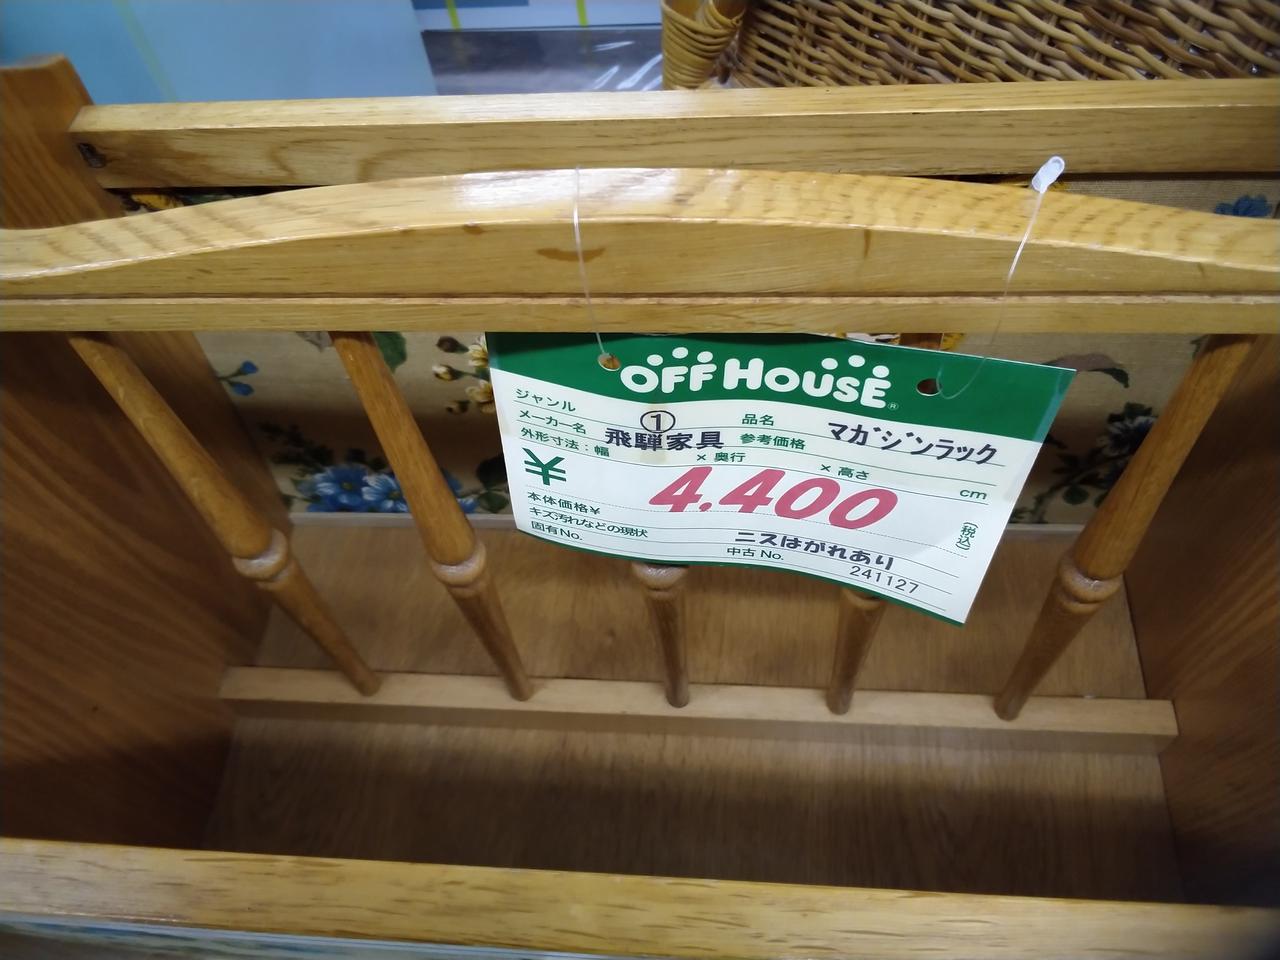 OFF HOUSE®
ジャンル ① 品名 マガジンラック
メーカー名 飛騨家具 参考価格
外形寸法：幅 × 奥行 × 高さ cm
¥ 4,400 (税込)
本体価格¥
キズ汚れなどの現状 ニスはがれあり
固有No. 中古 No. 241127